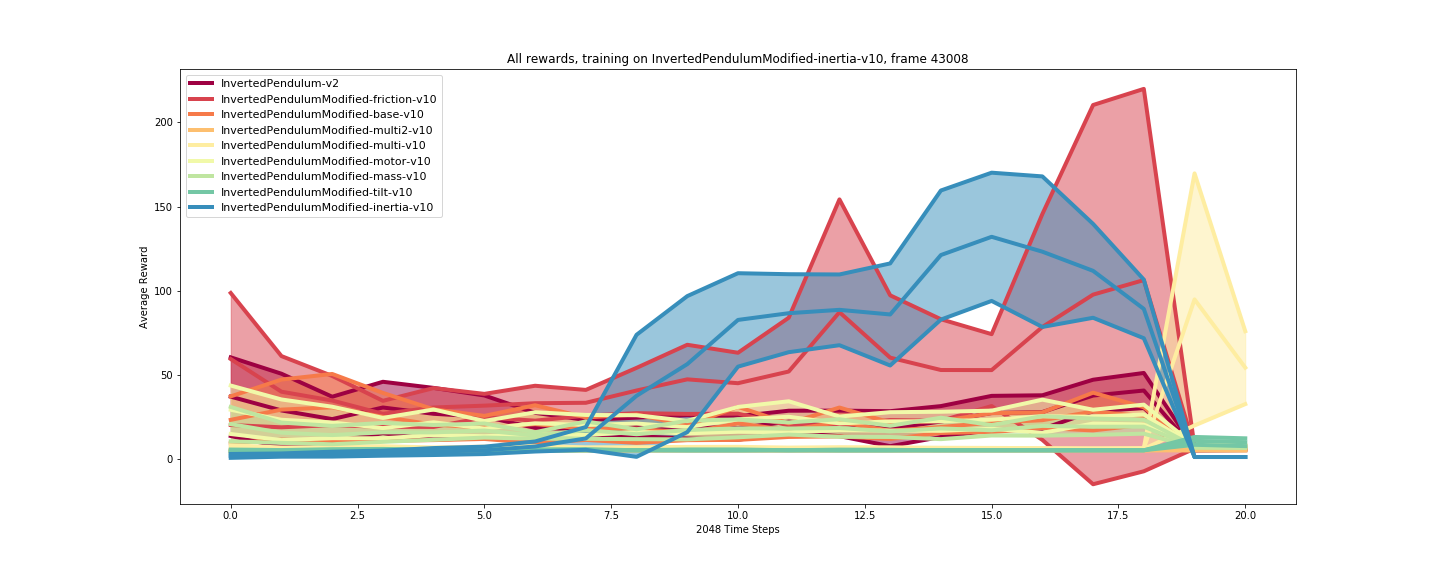 All rewards, training on InvertedPendulumModified-inertia-v10, frame 43008
InvertedPendulum-v2
InvertedPendulumModified-friction-v10
InvertedPendulumModified-base-v10
InvertedPendulumModified-multi2-v10
InvertedPendulumModified-multi-v10
InvertedPendulumModified-motor-v10
InvertedPendulumModified-mass-v10
InvertedPendulumModified-tilt-v10
InvertedPendulumModified-inertia-v10
Average Reward
200
150
100
50
0
0.0 2.5 5.0 7.5 10.0 12.5 15.0 17.5 20.0
2048 Time Steps